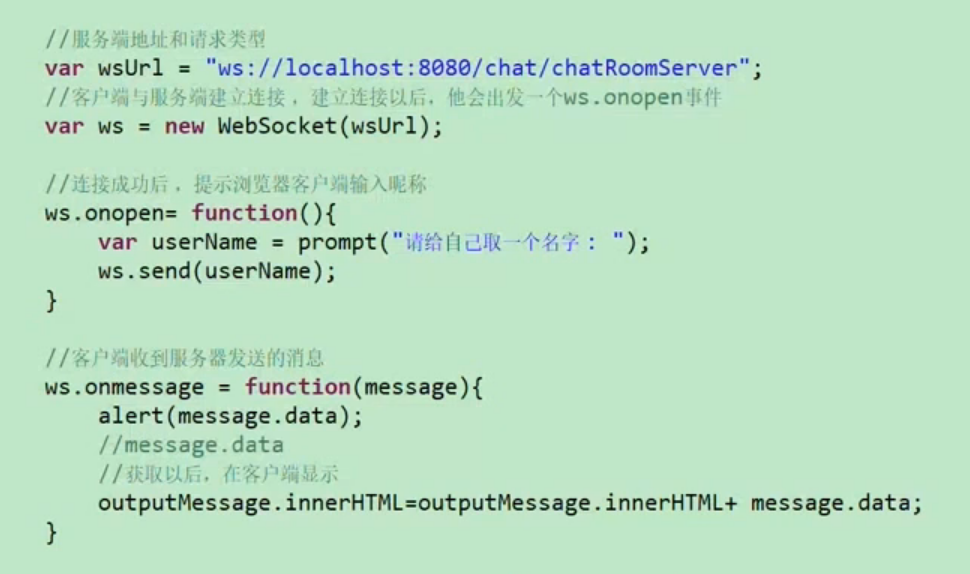 //服务端地址和请求类型
var wsUrl = "ws://localhost:8080/chat/chatRoomServer";
//客户端与服务端建立连接 ，建立连接以后，他会出发一个ws.onopen事件
var ws = new WebSocket(wsUrl);
//连接成功后 ，提示浏览器客户端输入昵称
ws.onopen= function(){
var userName = prompt("请给自己取一个名字 ： ");
ws.send(userName);
}
//客户端收到服务器发送的消息
ws.onmessage = function(message){
alert(message.data);
//message.data
//获取以后，在客户端显示
outputMessage.innerHTML=outputMessage.innerHTML+ message.data;
}